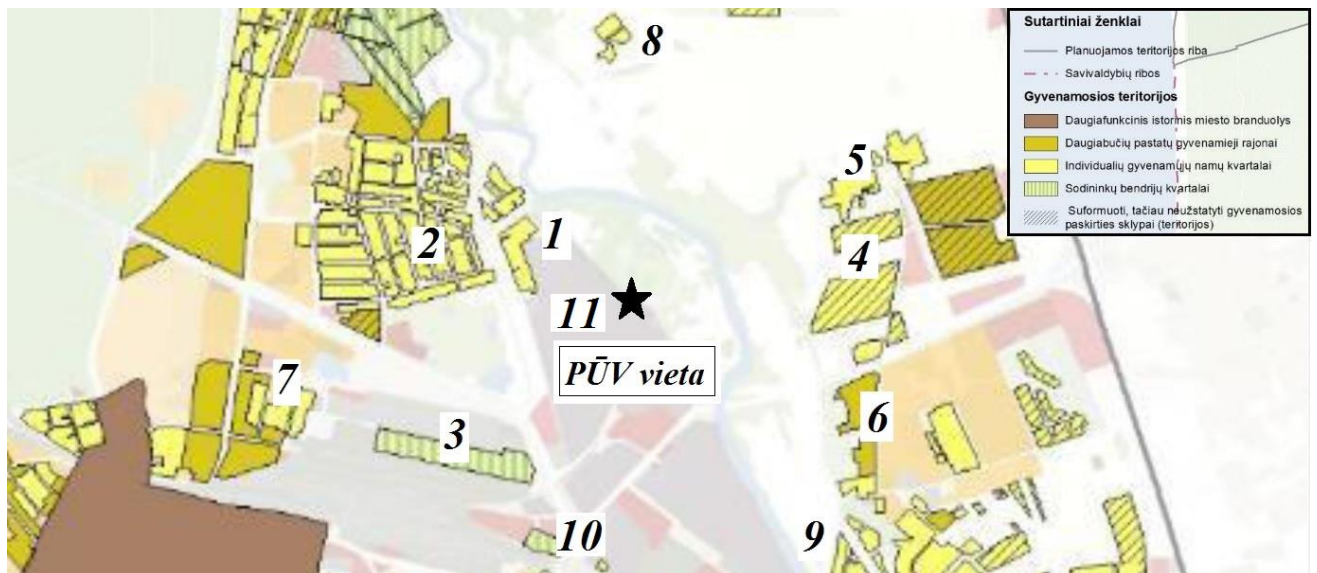 8
Sutartiniai ženklai
Planuojamos teritorijos riba
Savivaldybių ribos
Gyvenamosios teritorijos
Daugiafunkcinis istorinis miesto branduolys
Daugiabučių pastatų gyvenamieji rajonai
Individualių gyvenamųjų namų kvartalai
Sodininkų bendrijų kvartalai
Suformuoti, tačiau neužstatyti gyvenamosios
paskirties sklypai (teritorijos)
5
1
2
4
11
PŪV vieta
7
6
3
10
9